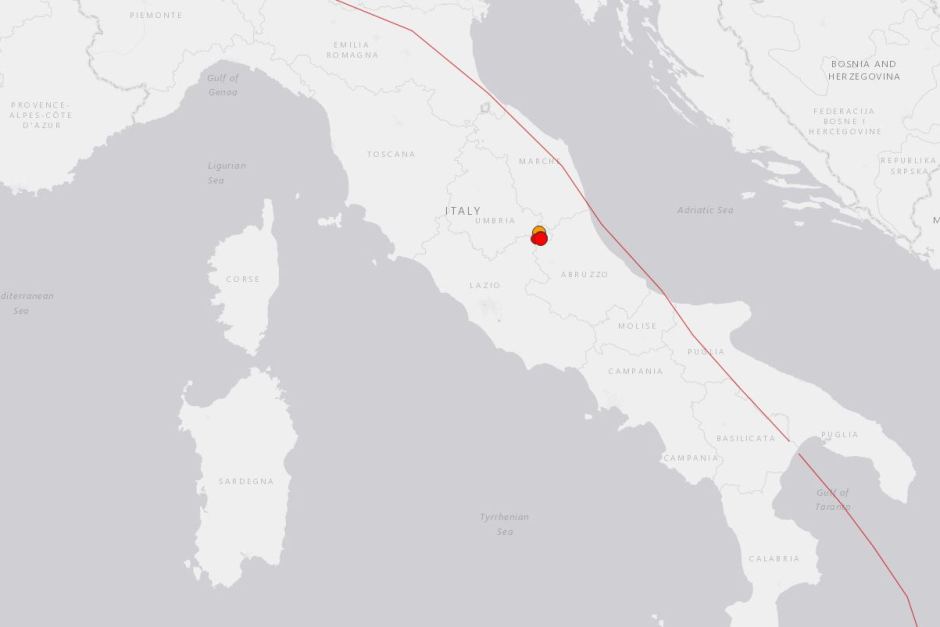 PIEMONTE
EMILIA
ROMAGNA
BOSNIA AND
HERZEGOVINA
Gulf of
Genoa
PROVENCE-
ALPES-CÔTE
D'AZUR
FEDERACIJA
BOSNE I
HERCEGOVINE
TOSCANA
MARCHE
Ligurian
Sea
REPUBLIKA
SRPSKA
ITALY
UMBRIA
Adriatic Sea
M
CORSE
ABRUZZO
LAZIO
diterranean
Sea
MOLISE
PUGLIA
CAMPANIA
BASILICATA
PUGLIA
CAMPANIA
SARDEGNA
Gulf of
Taranto
Tyrrhenian
Sea
CALABRIA